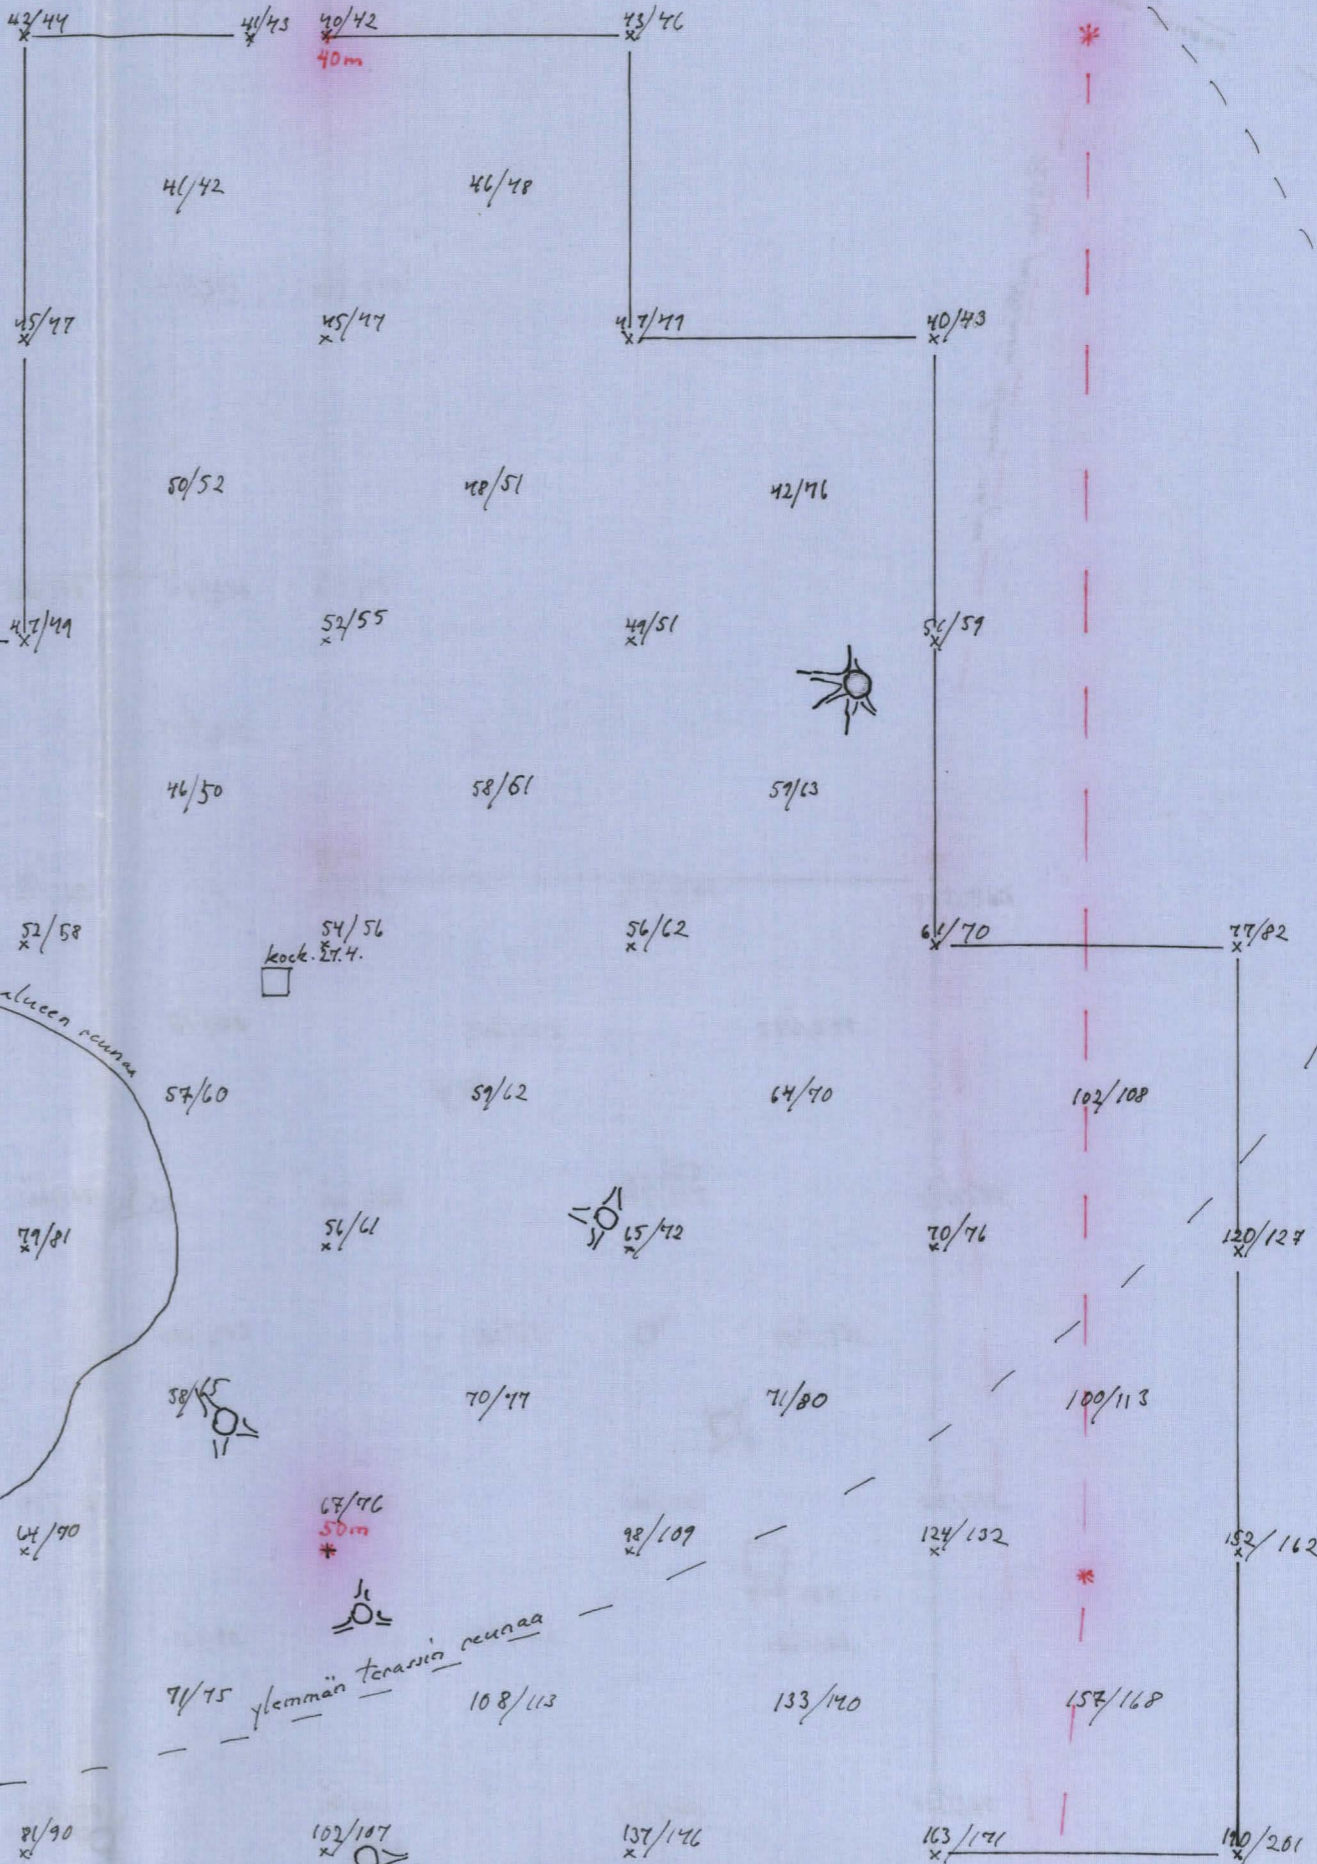 42/44 41/43 40/42 43/46
40m
41/42 46/48
45/47 45/47 47/49 40/43
50/52 48/51 42/46
47/49 52/55 49/51 51/59
46/50 58/61 59/63
52/58 54/56 56/62 61/70 77/82
kock. 27.4.
alueen reunaa
57/60 59/62 64/70 102/108
79/81 56/61 65/72 70/76 120/127
58/65 70/77 71/80 100/113
67/76
50m
64/70 98/109 124/132 152/162
ylemmän terassin reunaa
71/75 108/113 133/140 157/168
81/90 102/107 137/146 163/171 190/201